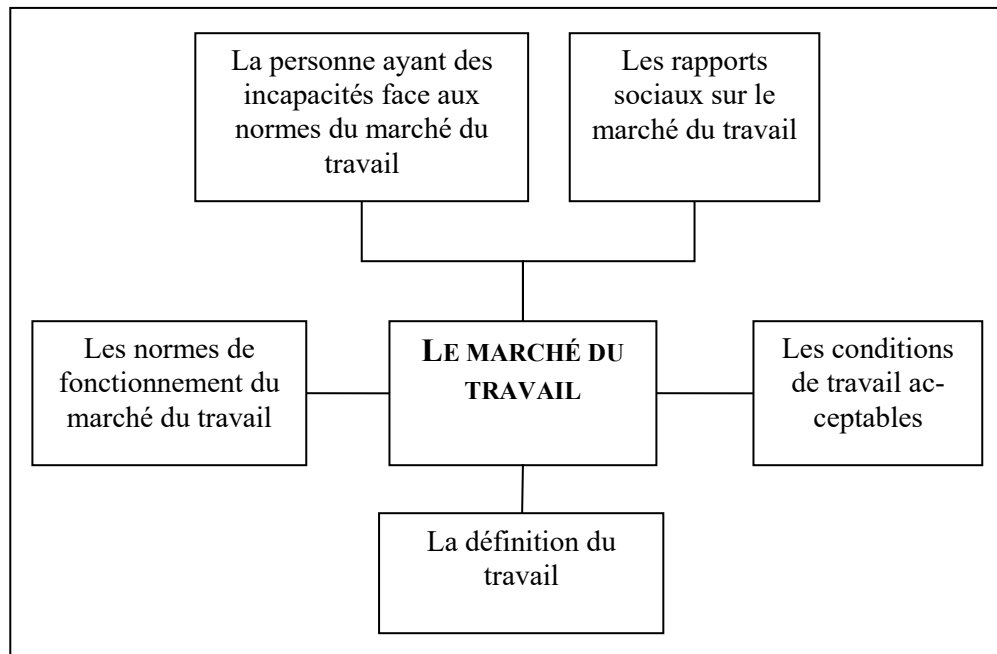 La personne ayant des
incapacités face aux
normes du marché du
travail
Les rapports
sociaux sur le
marché du travail
Les normes de
fonctionnement du
marché du travail
LE MARCHÉ DU
TRAVAIL
Les conditions
de travail ac-
ceptables
La définition du
travail